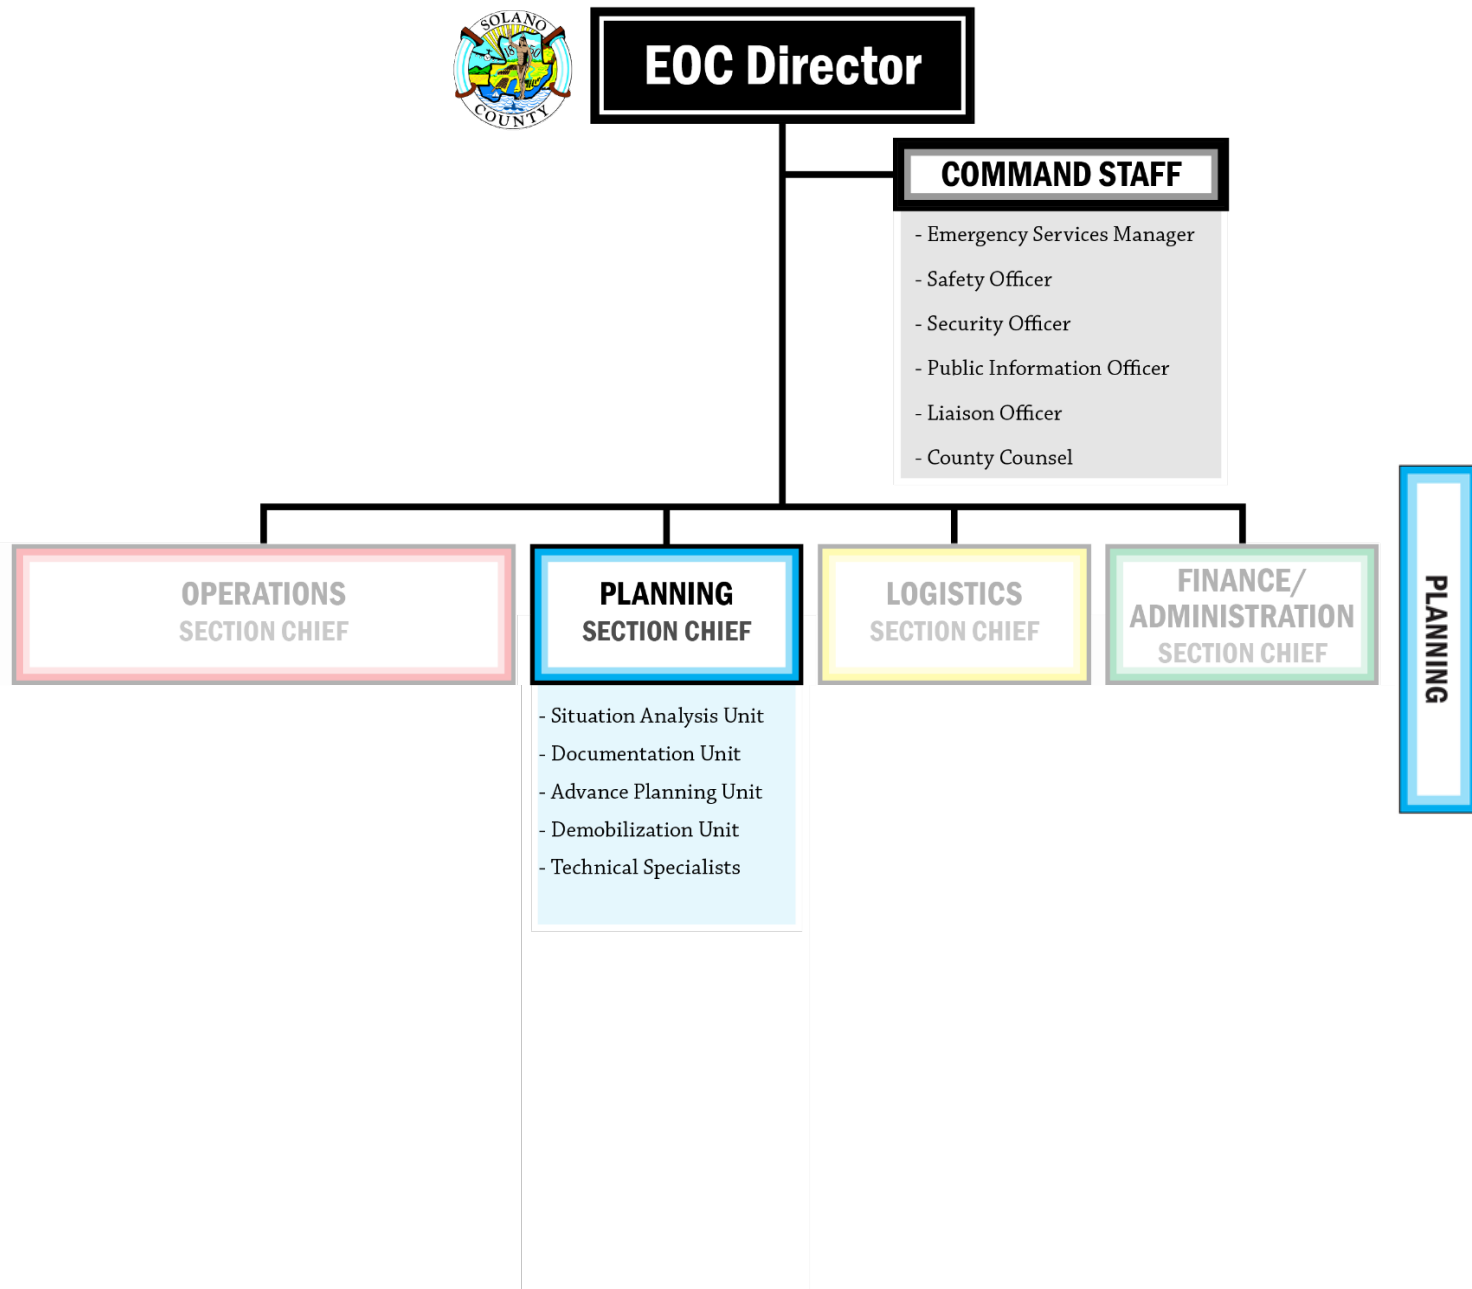 SOLANO
18 50
COUNTY
EOC Director
COMMAND STAFF
- Emergency Services Manager
- Safety Officer
- Security Officer
- Public Information Officer
- Liaison Officer
- County Counsel
OPERATIONS
SECTION CHIEF
PLANNING
SECTION CHIEF
- Situation Analysis Unit
- Documentation Unit
- Advance Planning Unit
- Demobilization Unit
- Technical Specialists
LOGISTICS
SECTION CHIEF
FINANCE/
ADMINISTRATION
SECTION CHIEF
PLANNING